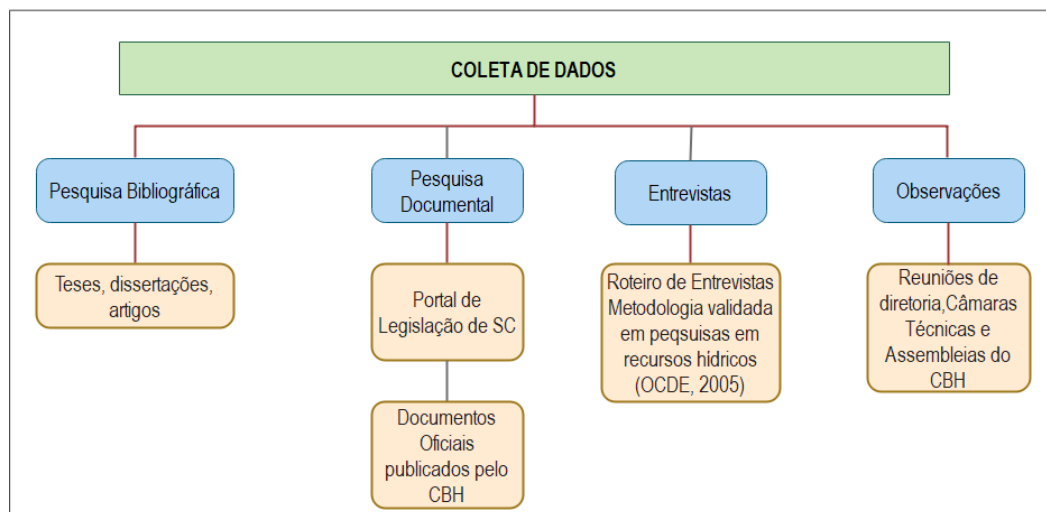 COLETA DE DADOS
Pesquisa Bibliográfica
Teses, dissertações,
artigos
Pesquisa
Documental
Portal de
Legislação de SC
Documentos
Oficiais
publicados pelo
CBH
Entrevistas
Roteiro de Entrevistas
Metodologia validada
em peqsuisas em
recursos hídricos
(OCDE, 2005)
Observações
Reuniões de
diretoria,Câmaras
Técnicas e
Assembleias do
CBH